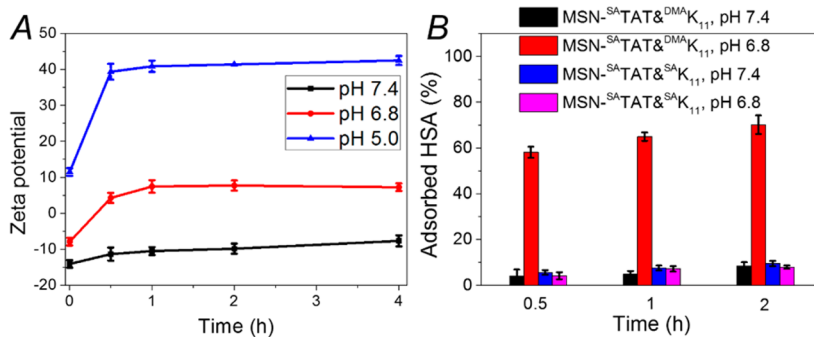 A
Zeta potential
50
40
30
20
10
0
-10
-20
pH 7.4
pH 6.8
pH 5.0
0
1
2
3
4
Time (h)
B
Adsorbed HSA (%)
100
80
60
40
20
0
MSN-ˢᴬTAT&ᴰᴹᴬK₁₁, pH 7.4
MSN-ˢᴬTAT&ᴰᴹᴬK₁₁, pH 6.8
MSN-ˢᴬTAT&ˢᴬK₁₁, pH 7.4
MSN-ˢᴬTAT&ˢᴬK₁₁, pH 6.8
0.5
1
2
Time (h)